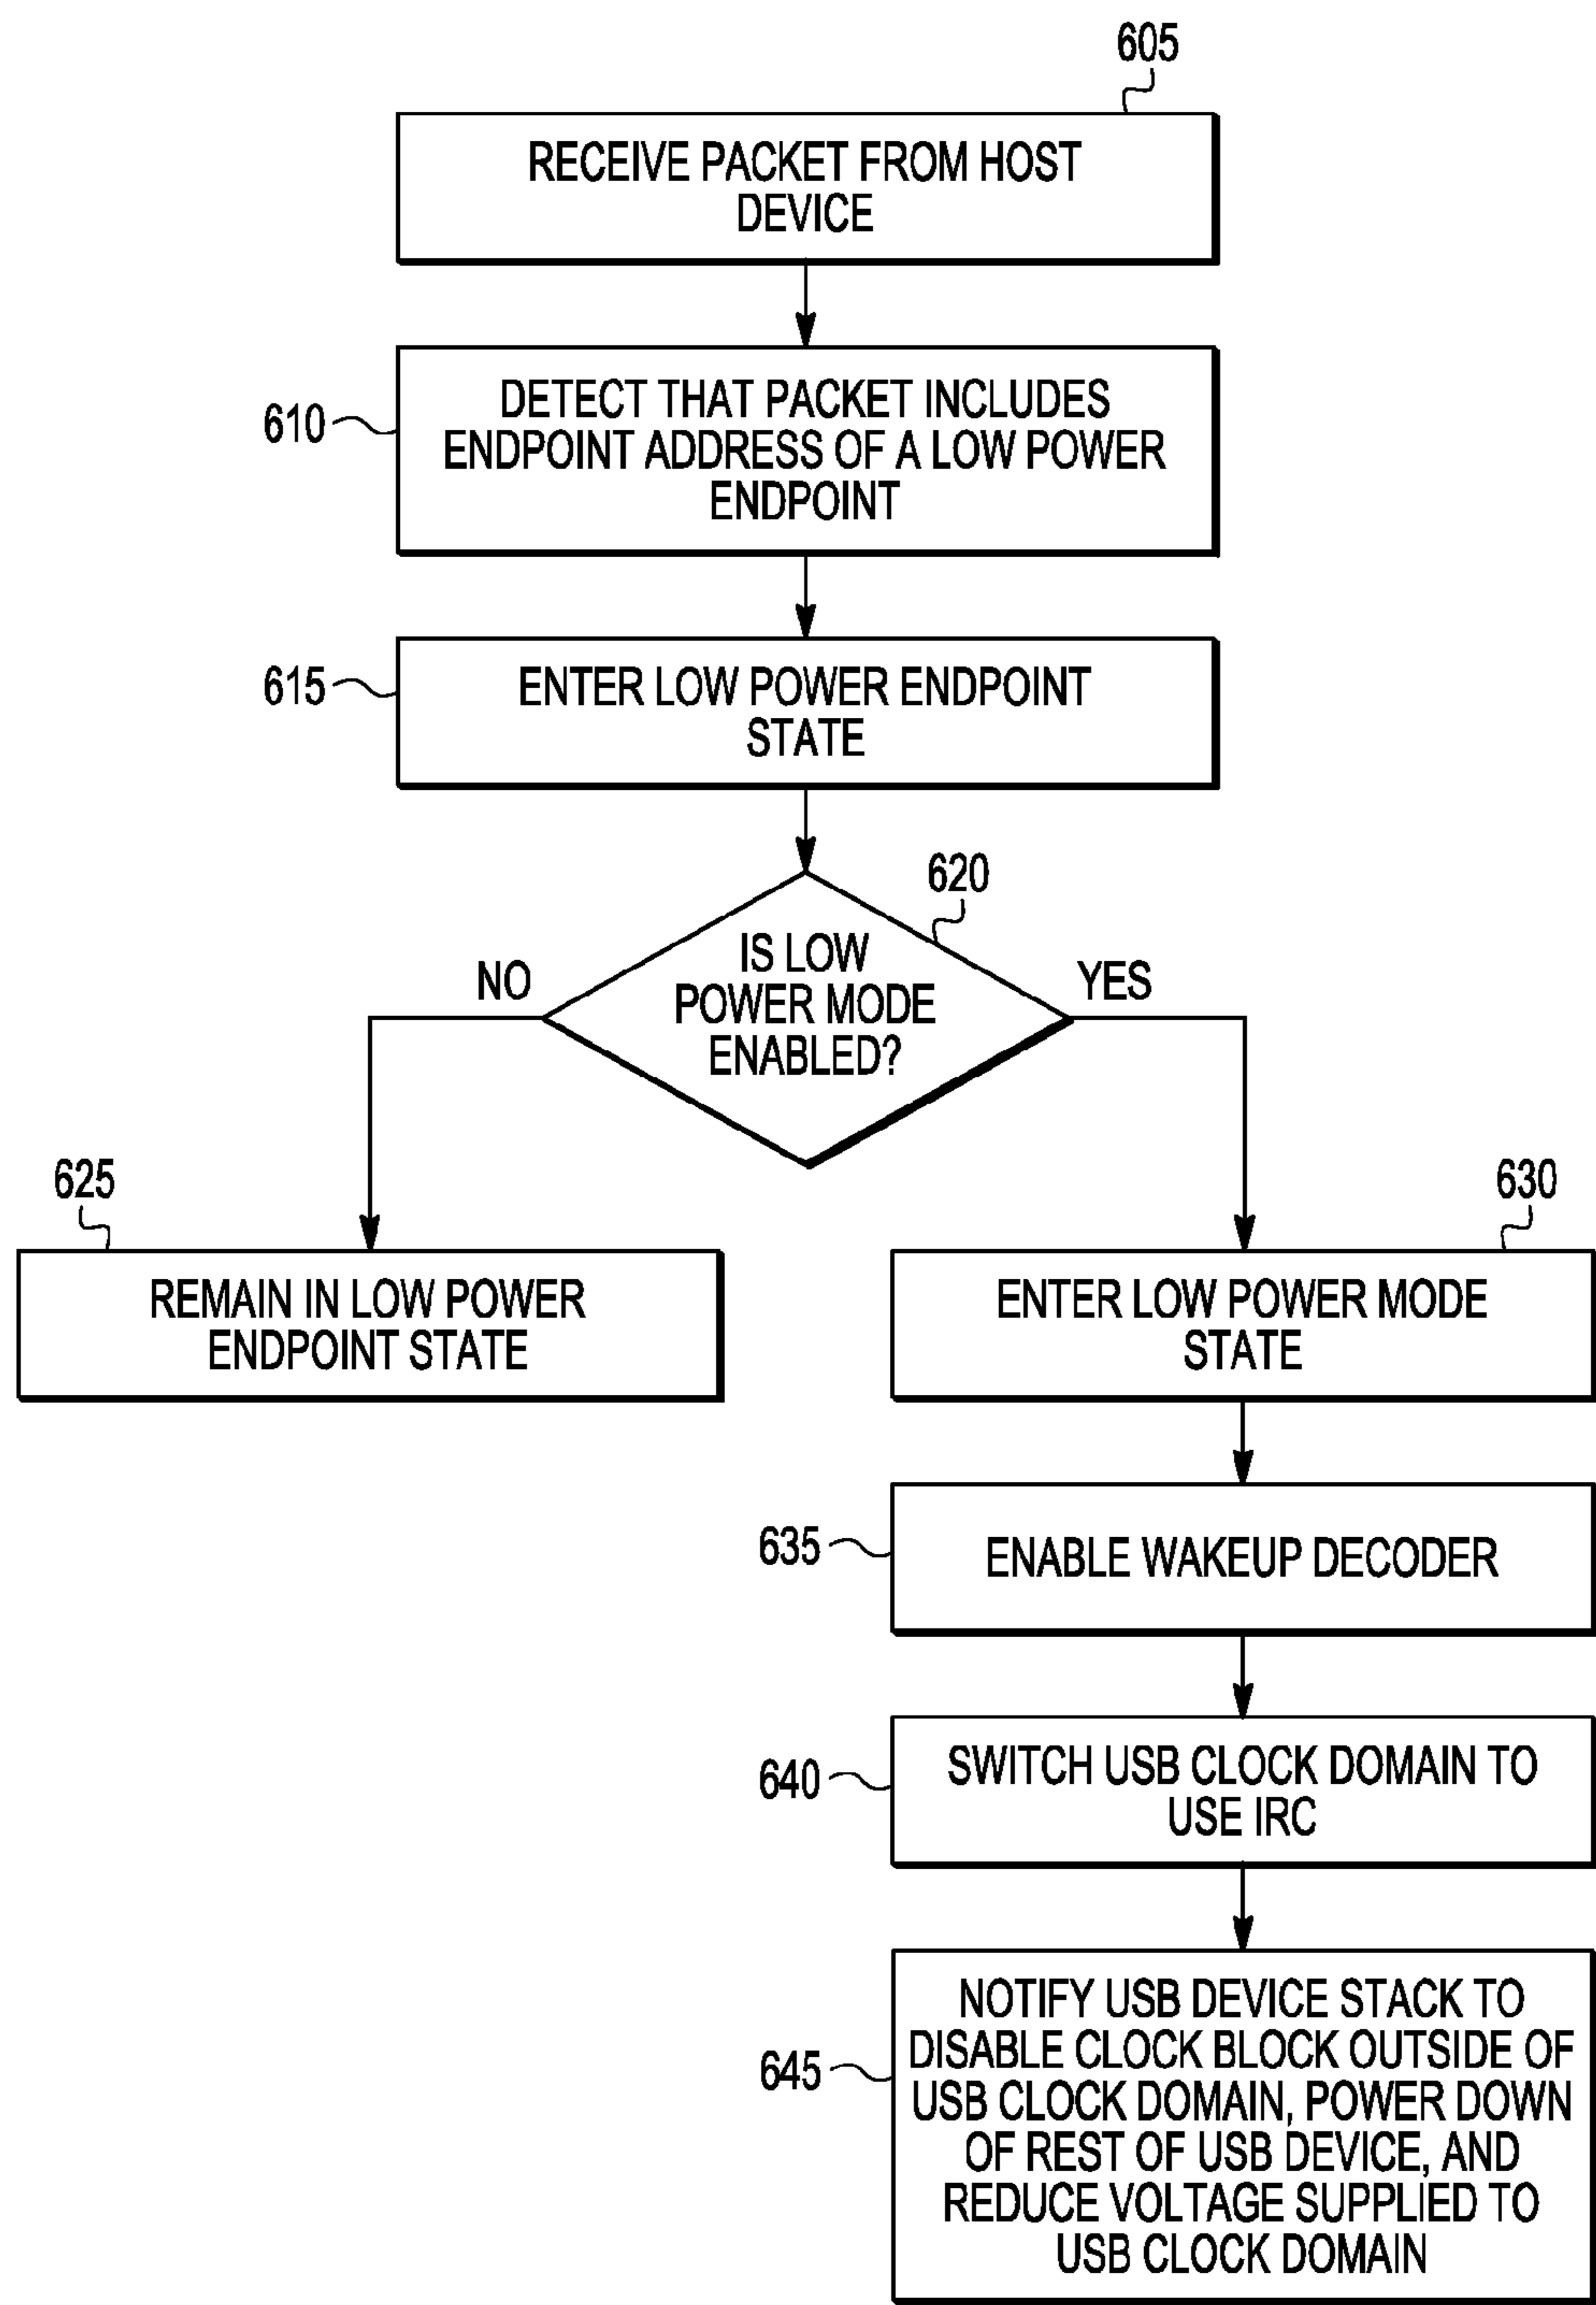 605
RECEIVE PACKET FROM HOST
DEVICE
610
DETECT THAT PACKET INCLUDES
ENDPOINT ADDRESS OF A LOW POWER
ENDPOINT
615
ENTER LOW POWER ENDPOINT
STATE
620
IS LOW
POWER MODE
ENABLED?
NO
YES
625
REMAIN IN LOW POWER
ENDPOINT STATE
630
ENTER LOW POWER MODE
STATE
635
ENABLE WAKEUP DECODER
640
SWITCH USB CLOCK DOMAIN TO
USE IRC
645
NOTIFY USB DEVICE STACK TO
DISABLE CLOCK BLOCK OUTSIDE OF
USB CLOCK DOMAIN, POWER DOWN
OF REST OF USB DEVICE, AND
REDUCE VOLTAGE SUPPLIED TO
USB CLOCK DOMAIN